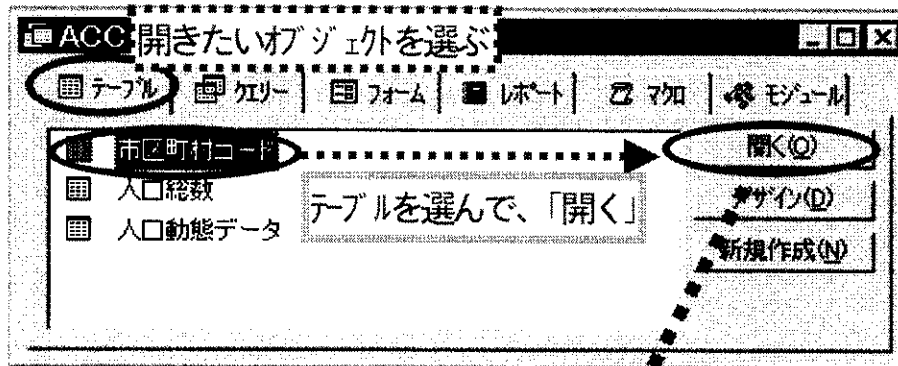 ACC 開きたいオブジェクトを選ぶ
テーブル クエリー フォーム レポート マクロ モジュール
市区町村コード 開く(O)
人口総数 テーブルを選んで、「開く」 デザイン(D)
人口動態データ 新規作成(N)